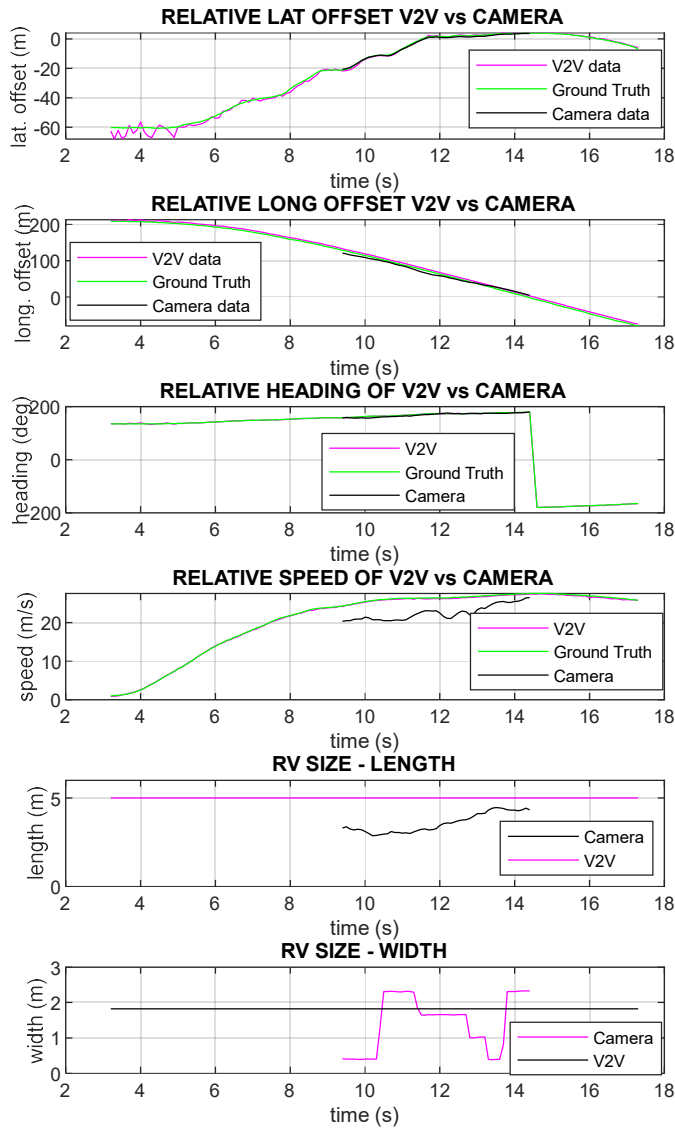 RELATIVE LAT OFFSET V2V vs CAMERA
lat. offset (m)
0
-20
-40
-60
V2V data
Ground Truth
Camera data
2 4 6 8 10 12 14 16 18
time (s)
RELATIVE LONG OFFSET V2V vs CAMERA
long. offset (m)
200
100
0
V2V data
Ground Truth
Camera data
2 4 6 8 10 12 14 16 18
time (s)
RELATIVE HEADING OF V2V vs CAMERA
heading (deg)
200
0
-200
V2V
Ground Truth
Camera
2 4 6 8 10 12 14 16 18
time (s)
RELATIVE SPEED OF V2V vs CAMERA
speed (m/s)
20
10
0
V2V
Ground Truth
Camera
2 4 6 8 10 12 14 16 18
time (s)
RV SIZE - LENGTH
length (m)
5
0
Camera
V2V
2 4 6 8 10 12 14 16 18
time (s)
RV SIZE - WIDTH
width (m)
3
2
1
0
Camera
V2V
2 4 6 8 10 12 14 16 18
time (s)